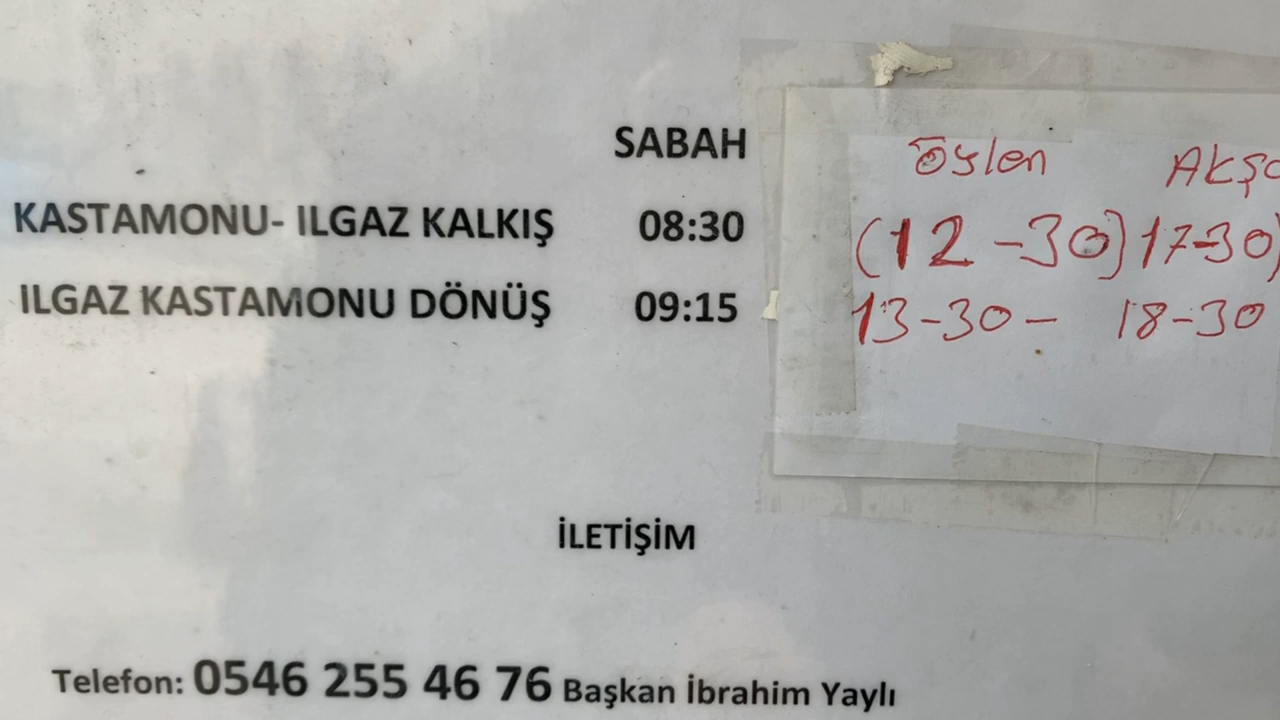 SABAH Öylen Akşa
KASTAMONU- ILGAZ KALKIŞ 08:30 (12-30) 17-30)
ILGAZ KASTAMONU DÖNÜŞ 09:15 13-30- 18-30
İLETİŞİM
Telefon: 0546 255 46 76 Başkan İbrahim Yaylı